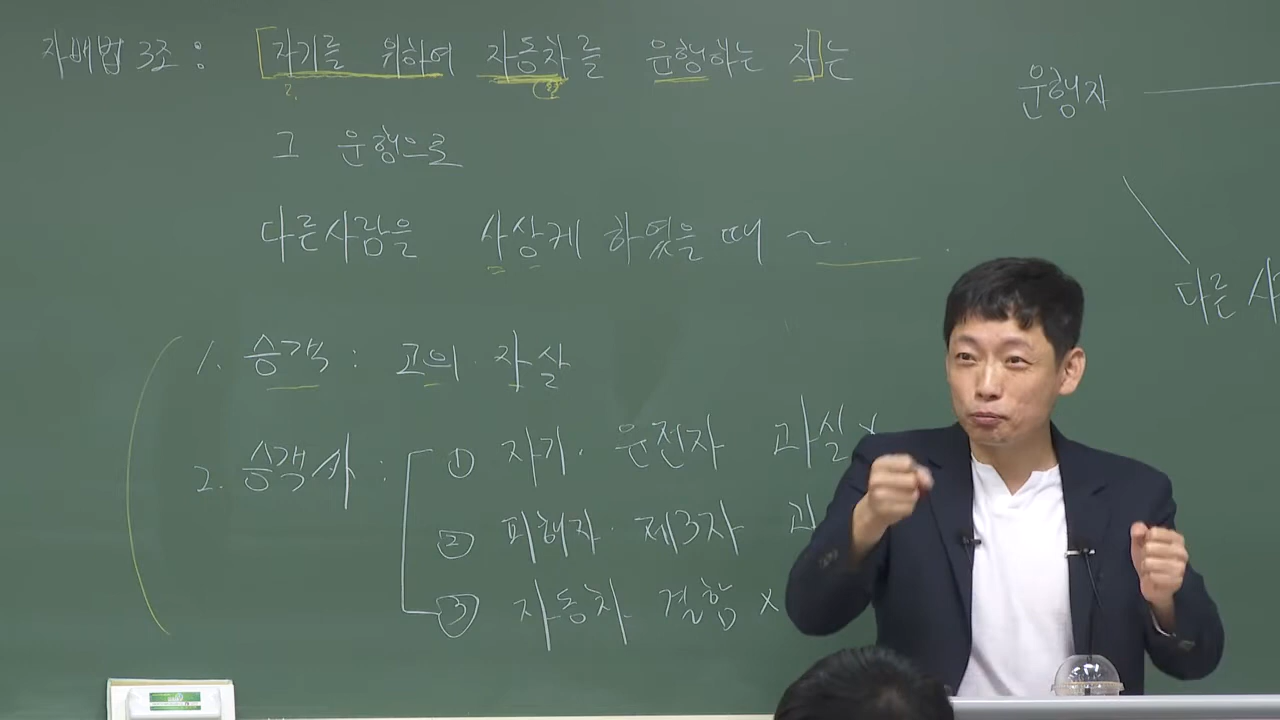 자배법 3조 : [자기를 위하여 자동차를 운행하는 자]는
그 운행으로
다른사람을 사상케 하였을 때 ~
1. 승객 : 고의·자살
2. 승객 外 : ① 자기·운전자 과실 x
② 피해자·제3자 과
③ 자동차 결함 x
운행자
다른 사